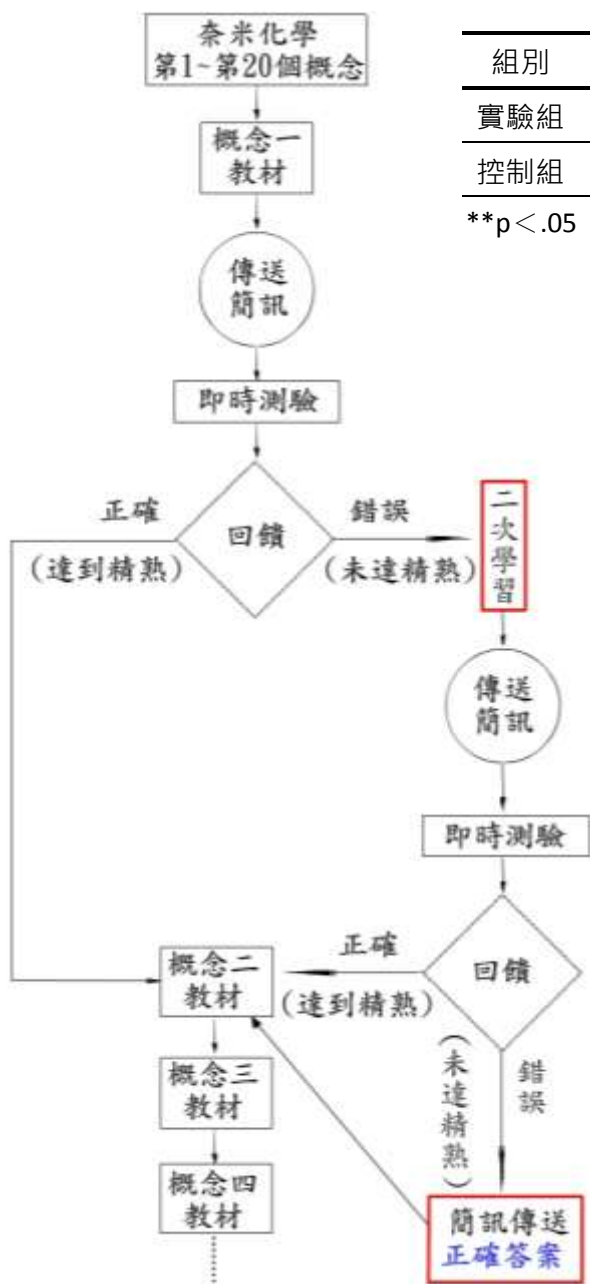 奈米化學
第1~第20個概念
概念一
教材
傳送
簡訊
即時測驗
回饋
正確
(達到精熟)
錯誤
(未達精熟)
二次學習
傳送
簡訊
即時測驗
回饋
正確
(達到精熟)
錯誤
(未達精熟)
簡訊傳送
正確答案
概念二
教材
概念三
教材
概念四
教材
組別
實驗組
控制組
**p＜.05